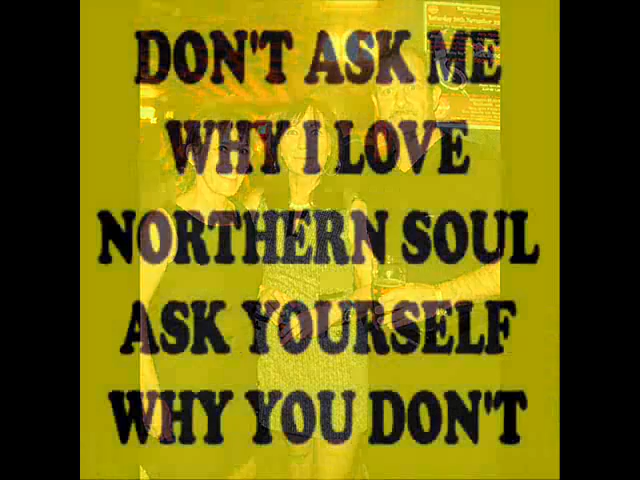 DON'T ASK ME
WHY I LOVE
NORTHERN SOUL
ASK YOURSELF
WHY YOU DON'T